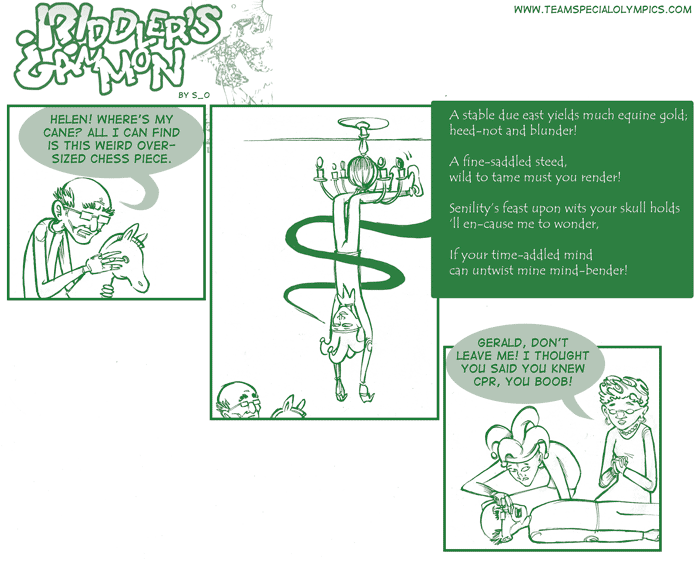 RIDDLER'S
GAMMON
BY S_O
WWW.TEAMSPECIALOLYMPICS.COM
HELEN! WHERE'S MY
CANE? ALL I CAN FIND
IS THIS WEIRD OVER-
SIZED CHESS PIECE.
A stable due east yields much equine gold;
heed-not and blunder!
A fine-saddled steed,
wild to tame must you render!
Senility's feast upon wits your skull holds
'll en-cause me to wonder,
If your time-addled mind
can untwist mine mind-bender!
GERALD, DON'T
LEAVE ME! I THOUGHT
YOU SAID YOU KNEW
CPR, YOU BOOB!